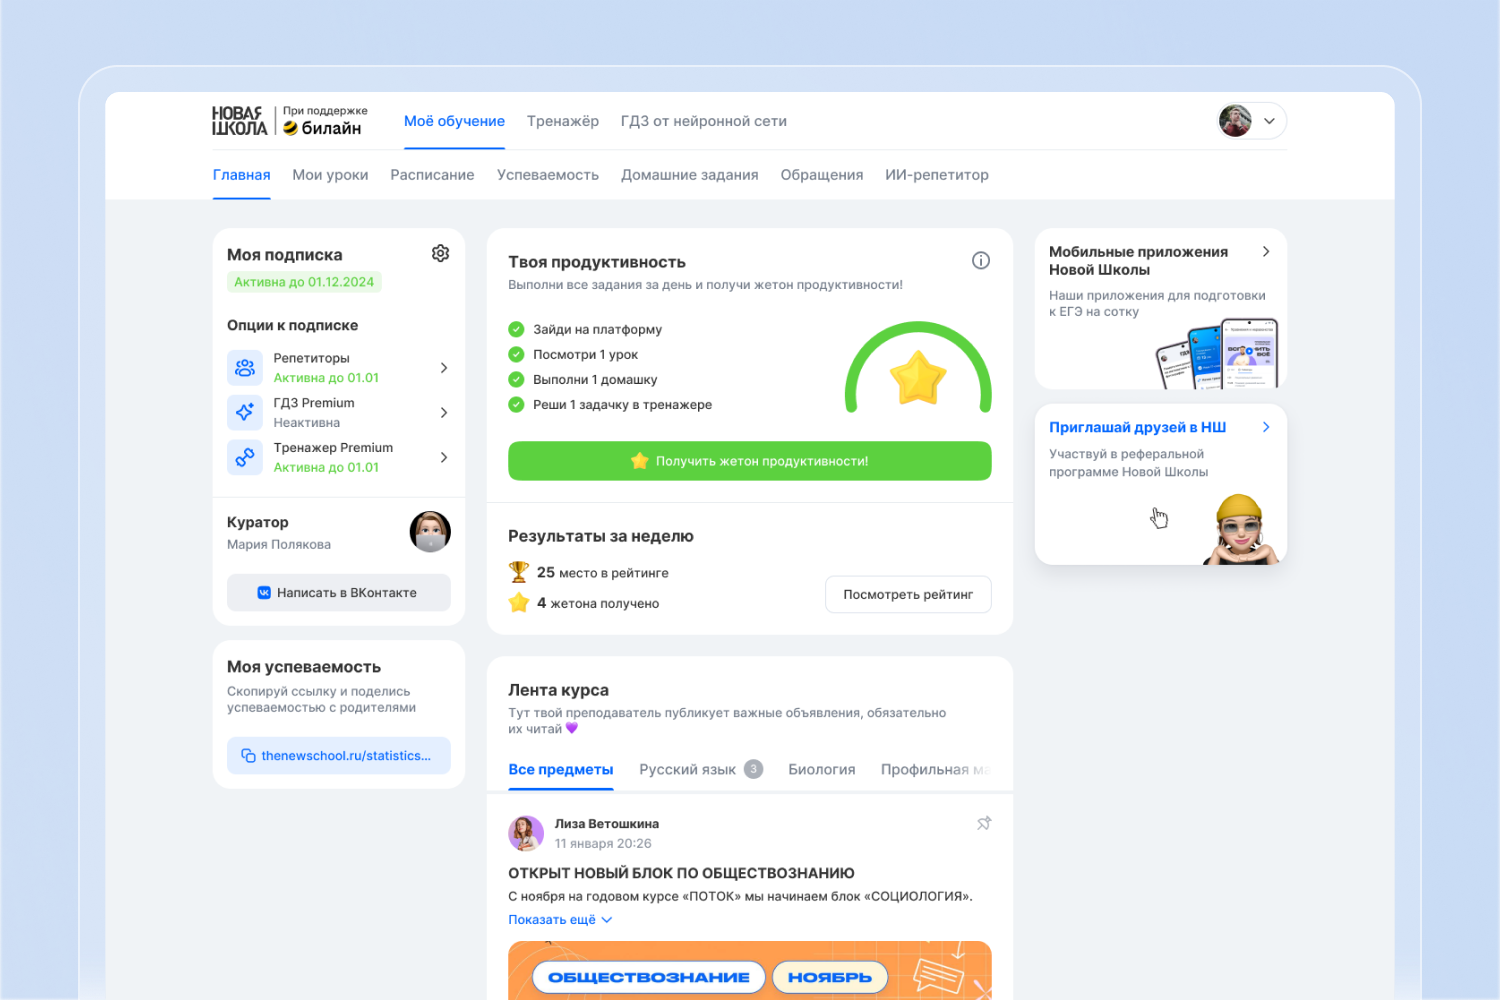 НОВАЯ ШКОЛА
При поддержке
билайн
Моё обучение
Тренажёр
ГДЗ от нейронной сети
Главная
Мои уроки
Расписание
Успеваемость
Домашние задания
Обращения
ИИ-репетитор
Моя подписка
Активна до 01.12.2024
Опции к подписке
Репетиторы
Активна до 01.01
ГДЗ Premium
Неактивна
Тренажер Premium
Активна до 01.01
Куратор
Мария Полякова
Написать в ВКонтакте
Моя успеваемость
Скопируй ссылку и поделись
успеваемостью с родителями
thenewschool.ru/statistics...
Твоя продуктивность
Выполни все задания за день и получи жетон продуктивности!
Зайди на платформу
Посмотри 1 урок
Выполни 1 домашку
Реши 1 задачку в тренажере
Получить жетон продуктивности!
Результаты за неделю
25 место в рейтинге
4 жетона получено
Посмотреть рейтинг
Лента курса
Тут твой преподаватель публикует важные объявления, обязательно
их читай 💜
Все предметы
Русский язык 3
Биология
Профильная ма
Лиза Ветошкина
11 января 20:26
ОТКРЫТ НОВЫЙ БЛОК ПО ОБЩЕСТВОЗНАНИЮ
С ноября на годовом курсе «ПОТОК» мы начинаем блок «СОЦИОЛОГИЯ».
Показать ещё
ОБЩЕСТВОЗНАНИЕ
НОЯБРЬ
Мобильные приложения
Новой Школы
Наши приложения для подготовки
к ЕГЭ на сотку
Приглашай друзей в НШ
Участвуй в реферальной
программе Новой Школы